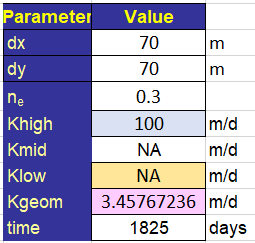 Parameter Value
dx 70 m
dy 70 m
nₑ 0.3
Khigh 100 m/d
Kmid NA m/d
Klow NA m/d
Kgeom 3.45767236 m/d
time 1825 days